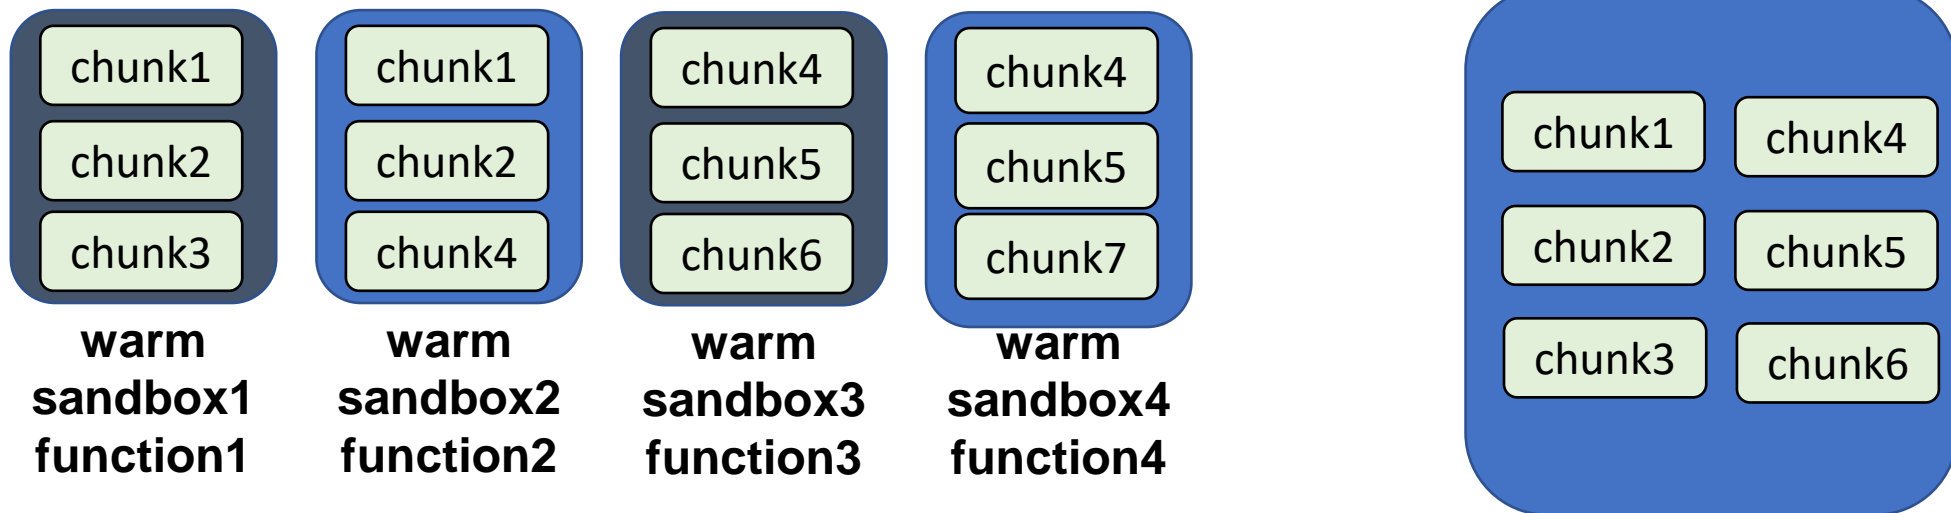 chunk1
chunk2
chunk3
warm
sandbox1
function1
chunk1
chunk2
chunk4
warm
sandbox2
function2
chunk4
chunk5
chunk6
warm
sandbox3
function3
chunk4
chunk5
chunk7
warm
sandbox4
function4
chunk1
chunk2
chunk3
chunk4
chunk5
chunk6